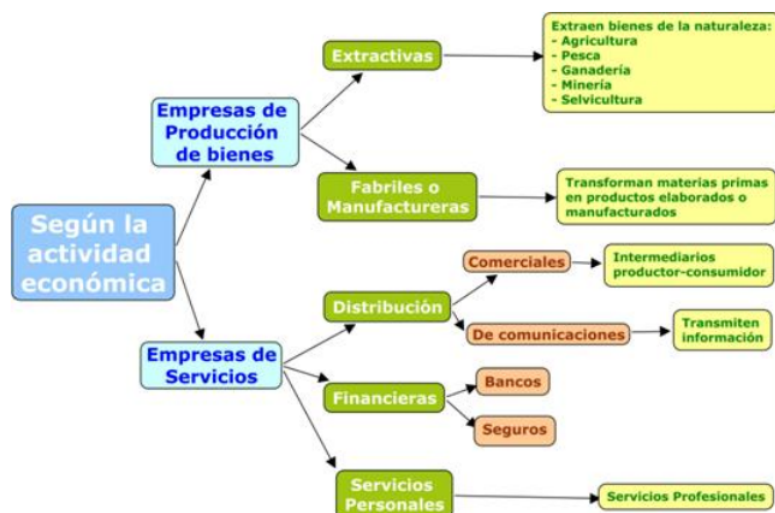 Según la
actividad
económica
Empresas de
Producción
de bienes
Extractivas
Extraen bienes de la naturaleza:
- Agricultura
- Pesca
- Ganadería
- Minería
- Selvicultura
Fabriles o
Manufactureras
Transforman materias primas
en productos elaborados o
manufacturados
Empresas de
Servicios
Distribución
Comerciales
Intermediarios
productor-consumidor
De comunicaciones
Transmiten
información
Financieras
Bancos
Seguros
Servicios
Personales
Servicios Profesionales